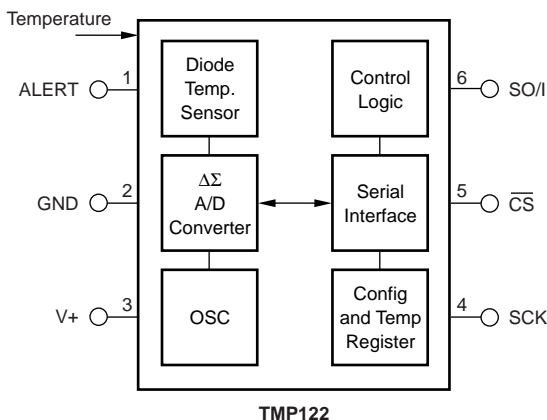 Temperature
ALERT 1
Diode
Temp.
Sensor
Control
Logic
6 SO/I
GND 2
ΔΣ
A/D
Converter
Serial
Interface
5 C̅S̅
V+ 3
OSC
Config
and Temp
Register
4 SCK
TMP122